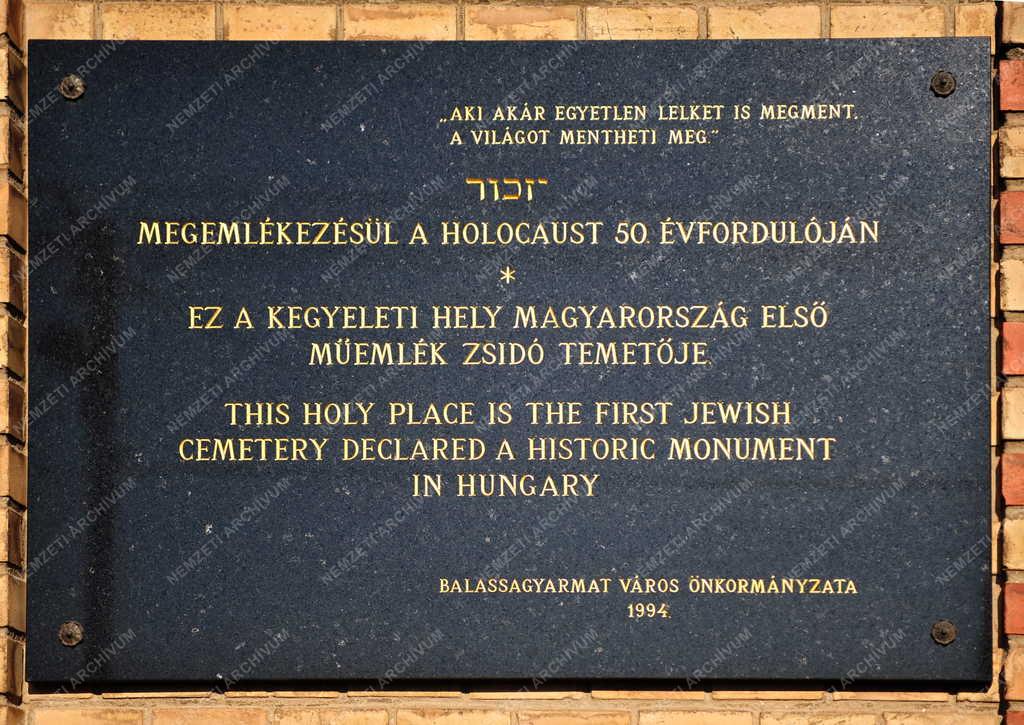 „AKI AKÁR EGYETLEN LELKET IS MEGMENT,
A VILÁGOT MENTHETI MEG."
יזכור
MEGEMLÉKEZÉSÜL A HOLOCAUST 50. ÉVFORDULÓJÁN
*
EZ A KEGYELETI HELY MAGYARORSZÁG ELSŐ
MŰEMLÉK ZSIDÓ TEMETŐJE
THIS HOLY PLACE IS THE FIRST JEWISH
CEMETERY DECLARED A HISTORIC MONUMENT
IN HUNGARY
BALASSAGYARMAT VÁROS ÖNKORMÁNYZATA
1994.
NEMZETI ARCHÍVUM